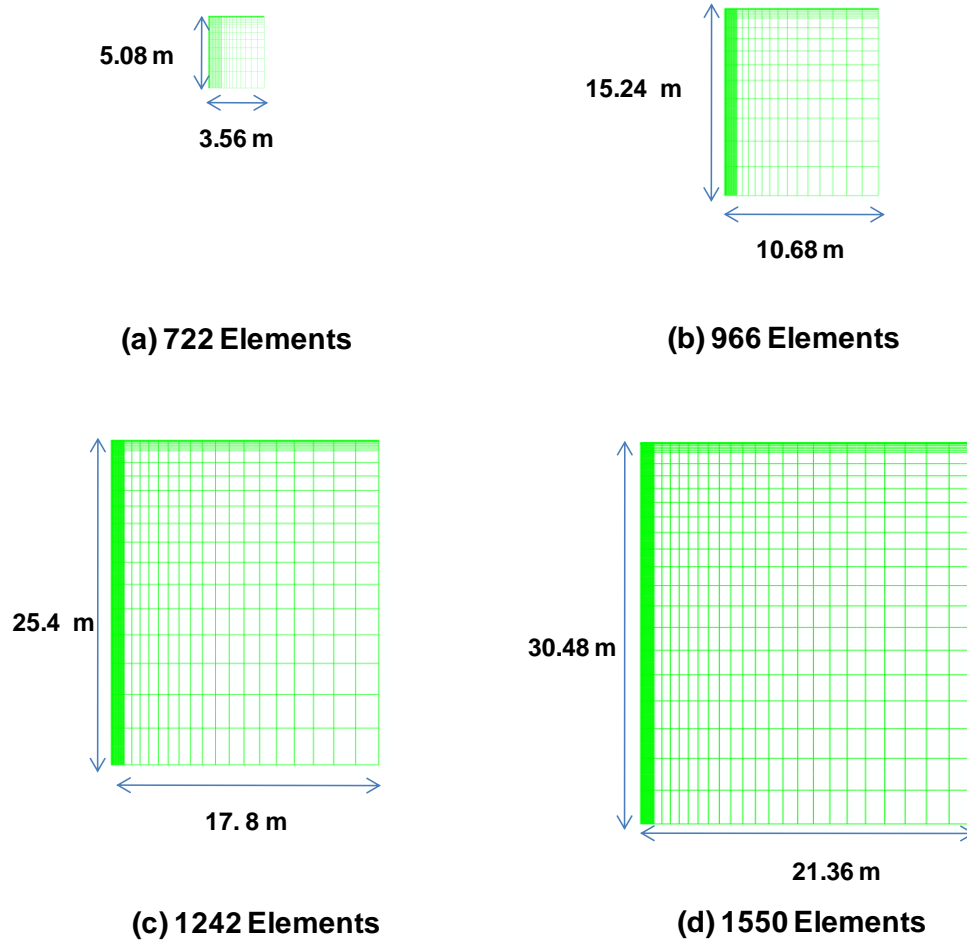 5.08 m
3.56 m
(a) 722 Elements
15.24 m
10.68 m
(b) 966 Elements
25.4 m
17. 8 m
(c) 1242 Elements
30.48 m
21.36 m
(d) 1550 Elements